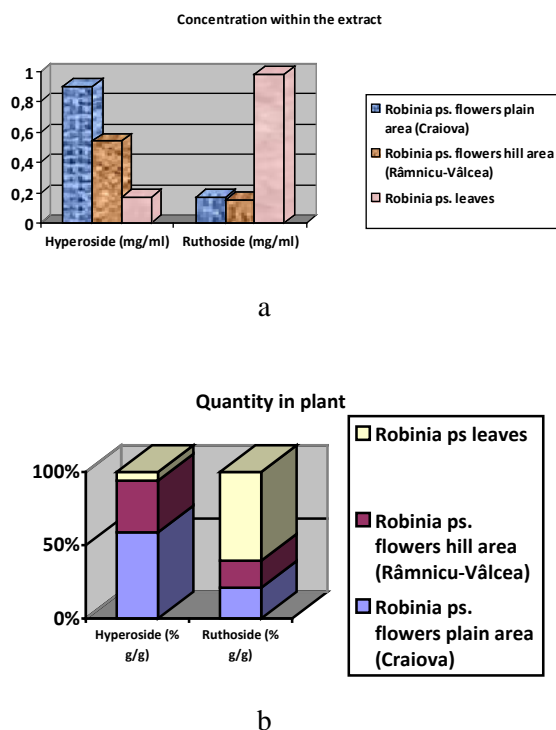 Concentration within the extract
1
0,8
0,6
0,4
0,2
0
Hyperoside (mg/ml) Ruthoside (mg/ml)
Robinia ps. flowers plain
area (Craiova)
Robinia ps. flowers hill area
(Râmnicu-Vâlcea)
Robinia ps. leaves
a
Quantity in plant
100%
50%
0%
Hyperoside (%
g/g)
Ruthoside (%
g/g)
Robinia ps leaves
Robinia ps.
flowers hill area
(Râmnicu-Vâlcea)
Robinia ps.
flowers plain area
(Craiova)
b